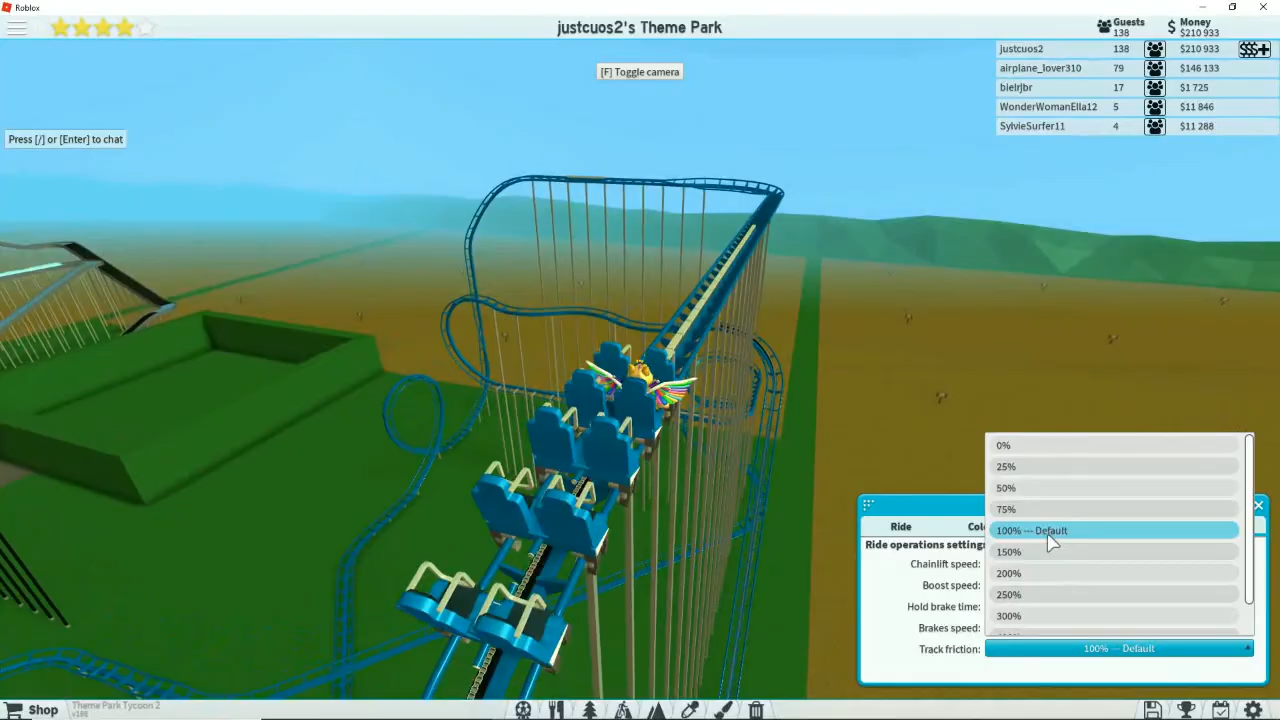 Roblox
justcuos2's Theme Park
Guests
138
Money
$210 933
justcuos2 138 $210 933 $$$+
airplane_lover310 79 $146 133
bielrjbr 17 $1 725
WonderWomanElla12 5 $11 846
SylvieSurfer11 4 $11 288
[F] Toggle camera
Press [/] or [Enter] to chat
0%
25%
50%
75%
100% --- Default
150%
200%
250%
300%
Ride Col
Ride operations settings
Chainlift speed:
Boost speed:
Hold brake time:
Brakes speed:
Track friction: 100% --- Default
Shop
Theme Park Tycoon 2